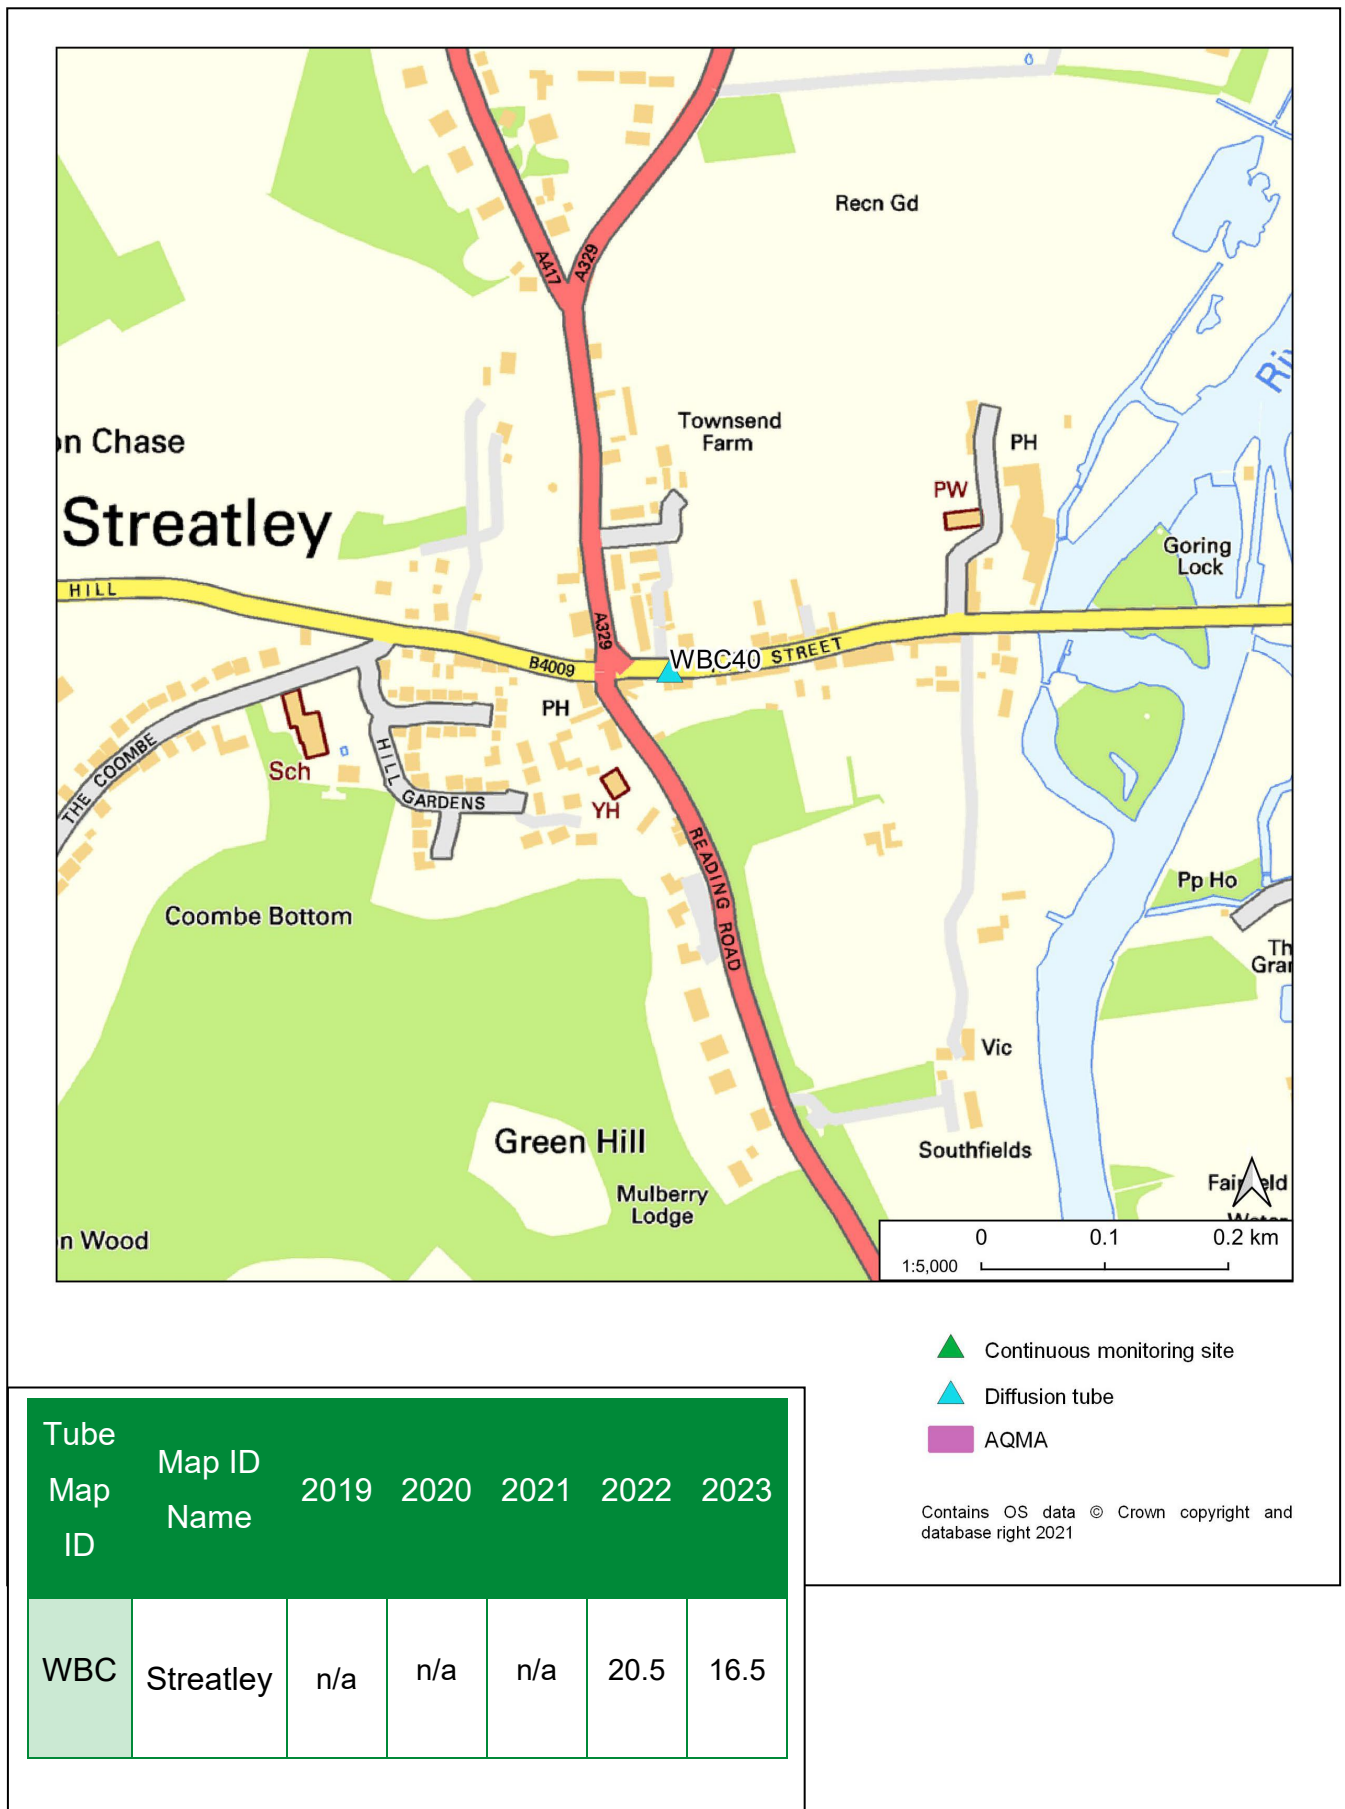 Recn Gd
A417
A329
Ri
Townsend
Farm
on Chase
PH
PW
Streatley
Goring
Lock
HILL
A329
B4009
WBC40
STREET
PH
Sch
THE COOMBE
HILL
GARDENS
YH
READING ROAD
Pp Ho
Coombe Bottom
Th
Gran
Vic
Green Hill
Southfields
Mulberry
Lodge
n Wood
0 0.1 0.2 km
1:5,000
Continuous monitoring site
Diffusion tube
AQMA
Contains OS data © Crown copyright and
database right 2021
Tube
Map
ID
Map ID
Name
2019 2020 2021 2022 2023
WBC Streatley n/a n/a n/a 20.5 16.5